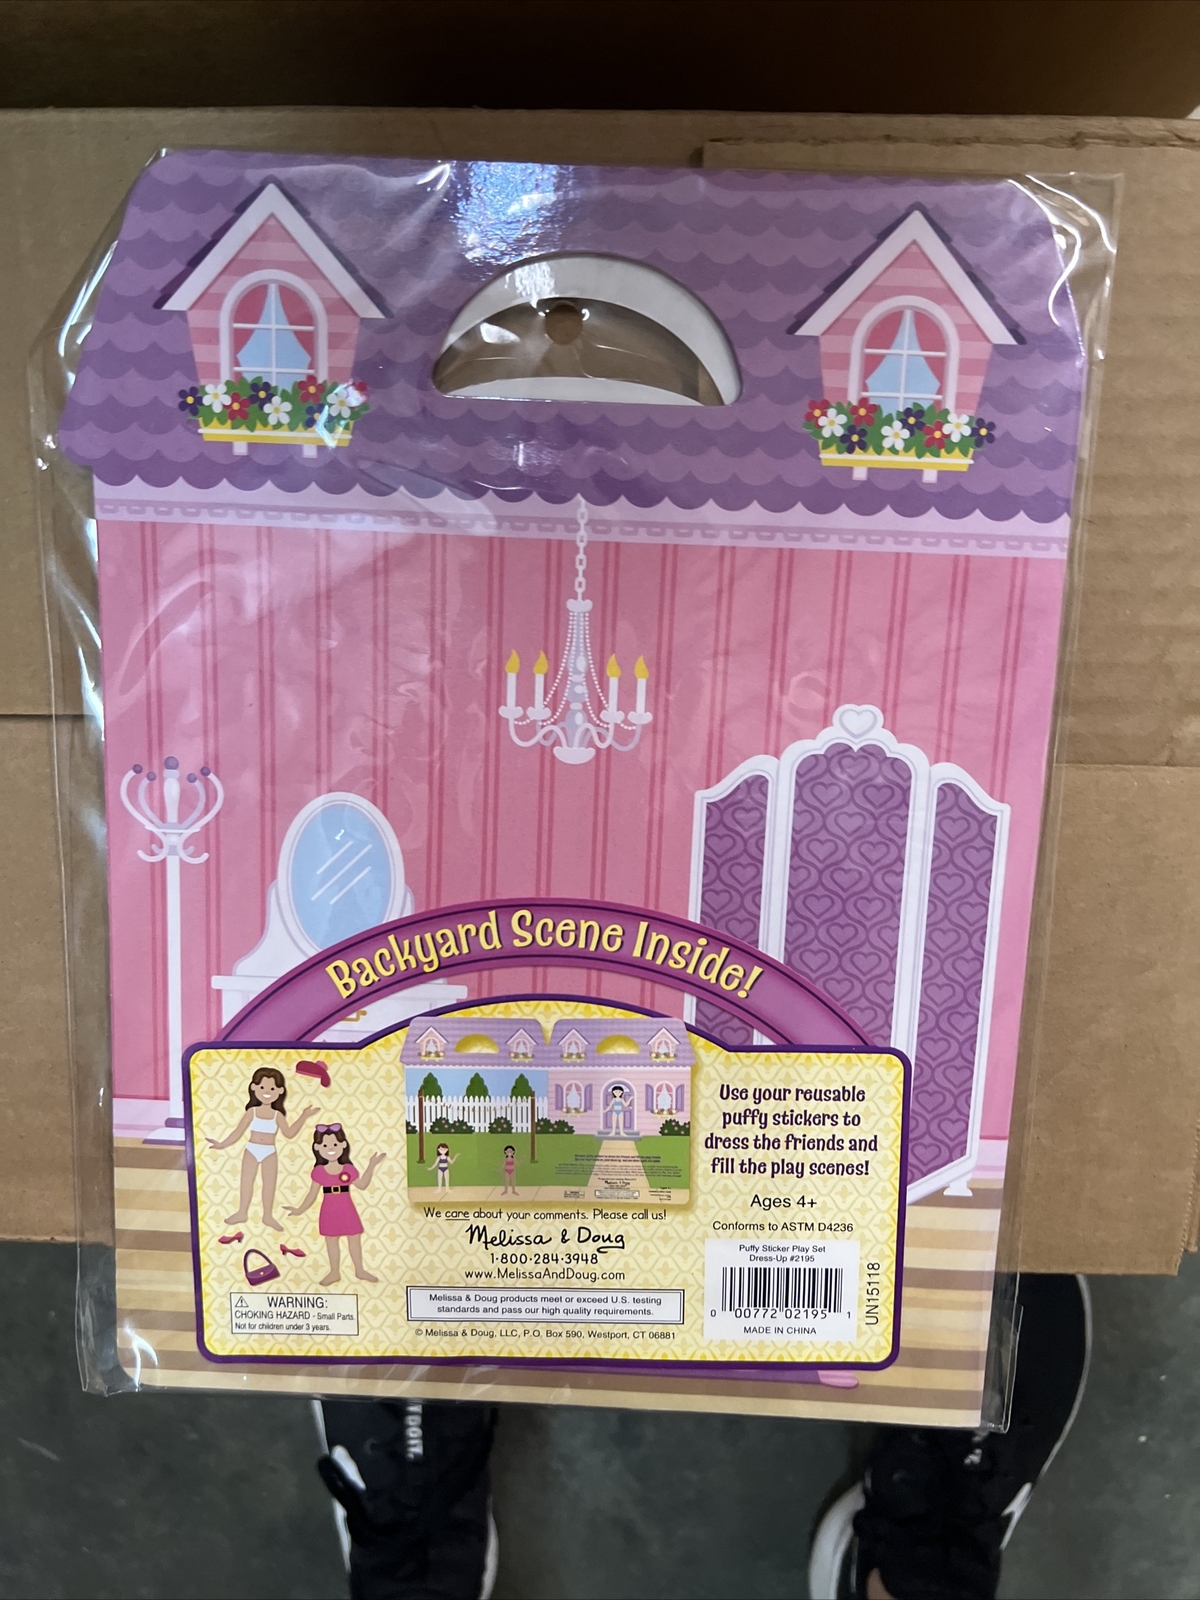 Backyard Scene Inside!
Use your reusable
puffy stickers to
dress the friends and
fill the play scenes!
Ages 4+
Conforms to ASTM D4236
Puffy Sticker Play Set
Dress-Up #2195
0 00772 02195 1
MADE IN CHINA
UN15118
We care about your comments. Please call us!
Melissa & Doug
1-800-284-3948
www.MelissaAndDoug.com
Melissa & Doug products meet or exceed U.S. testing
standards and pass our high quality requirements.
© Melissa & Doug, LLC, P.O. Box 590, Westport, CT 06881
WARNING:
CHOKING HAZARD - Small Parts.
Not for children under 3 years.